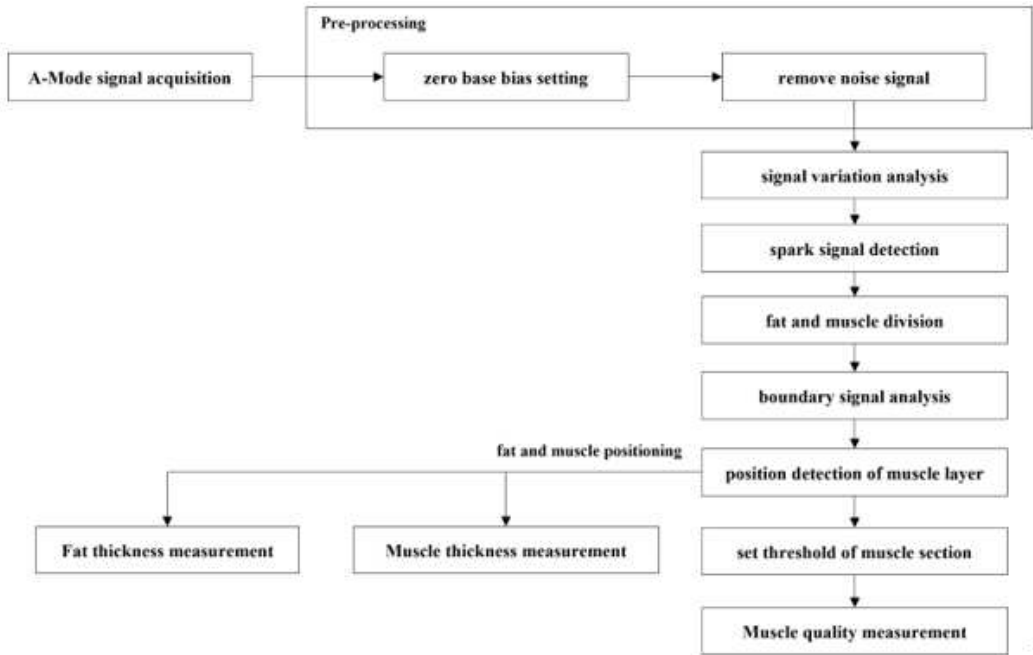 Pre-processing
A-Mode signal acquisition
zero base bias setting
remove noise signal
signal variation analysis
spark signal detection
fat and muscle division
boundary signal analysis
fat and muscle positioning
position detection of muscle layer
Fat thickness measurement
Muscle thickness measurement
set threshold of muscle section
Muscle quality measurement